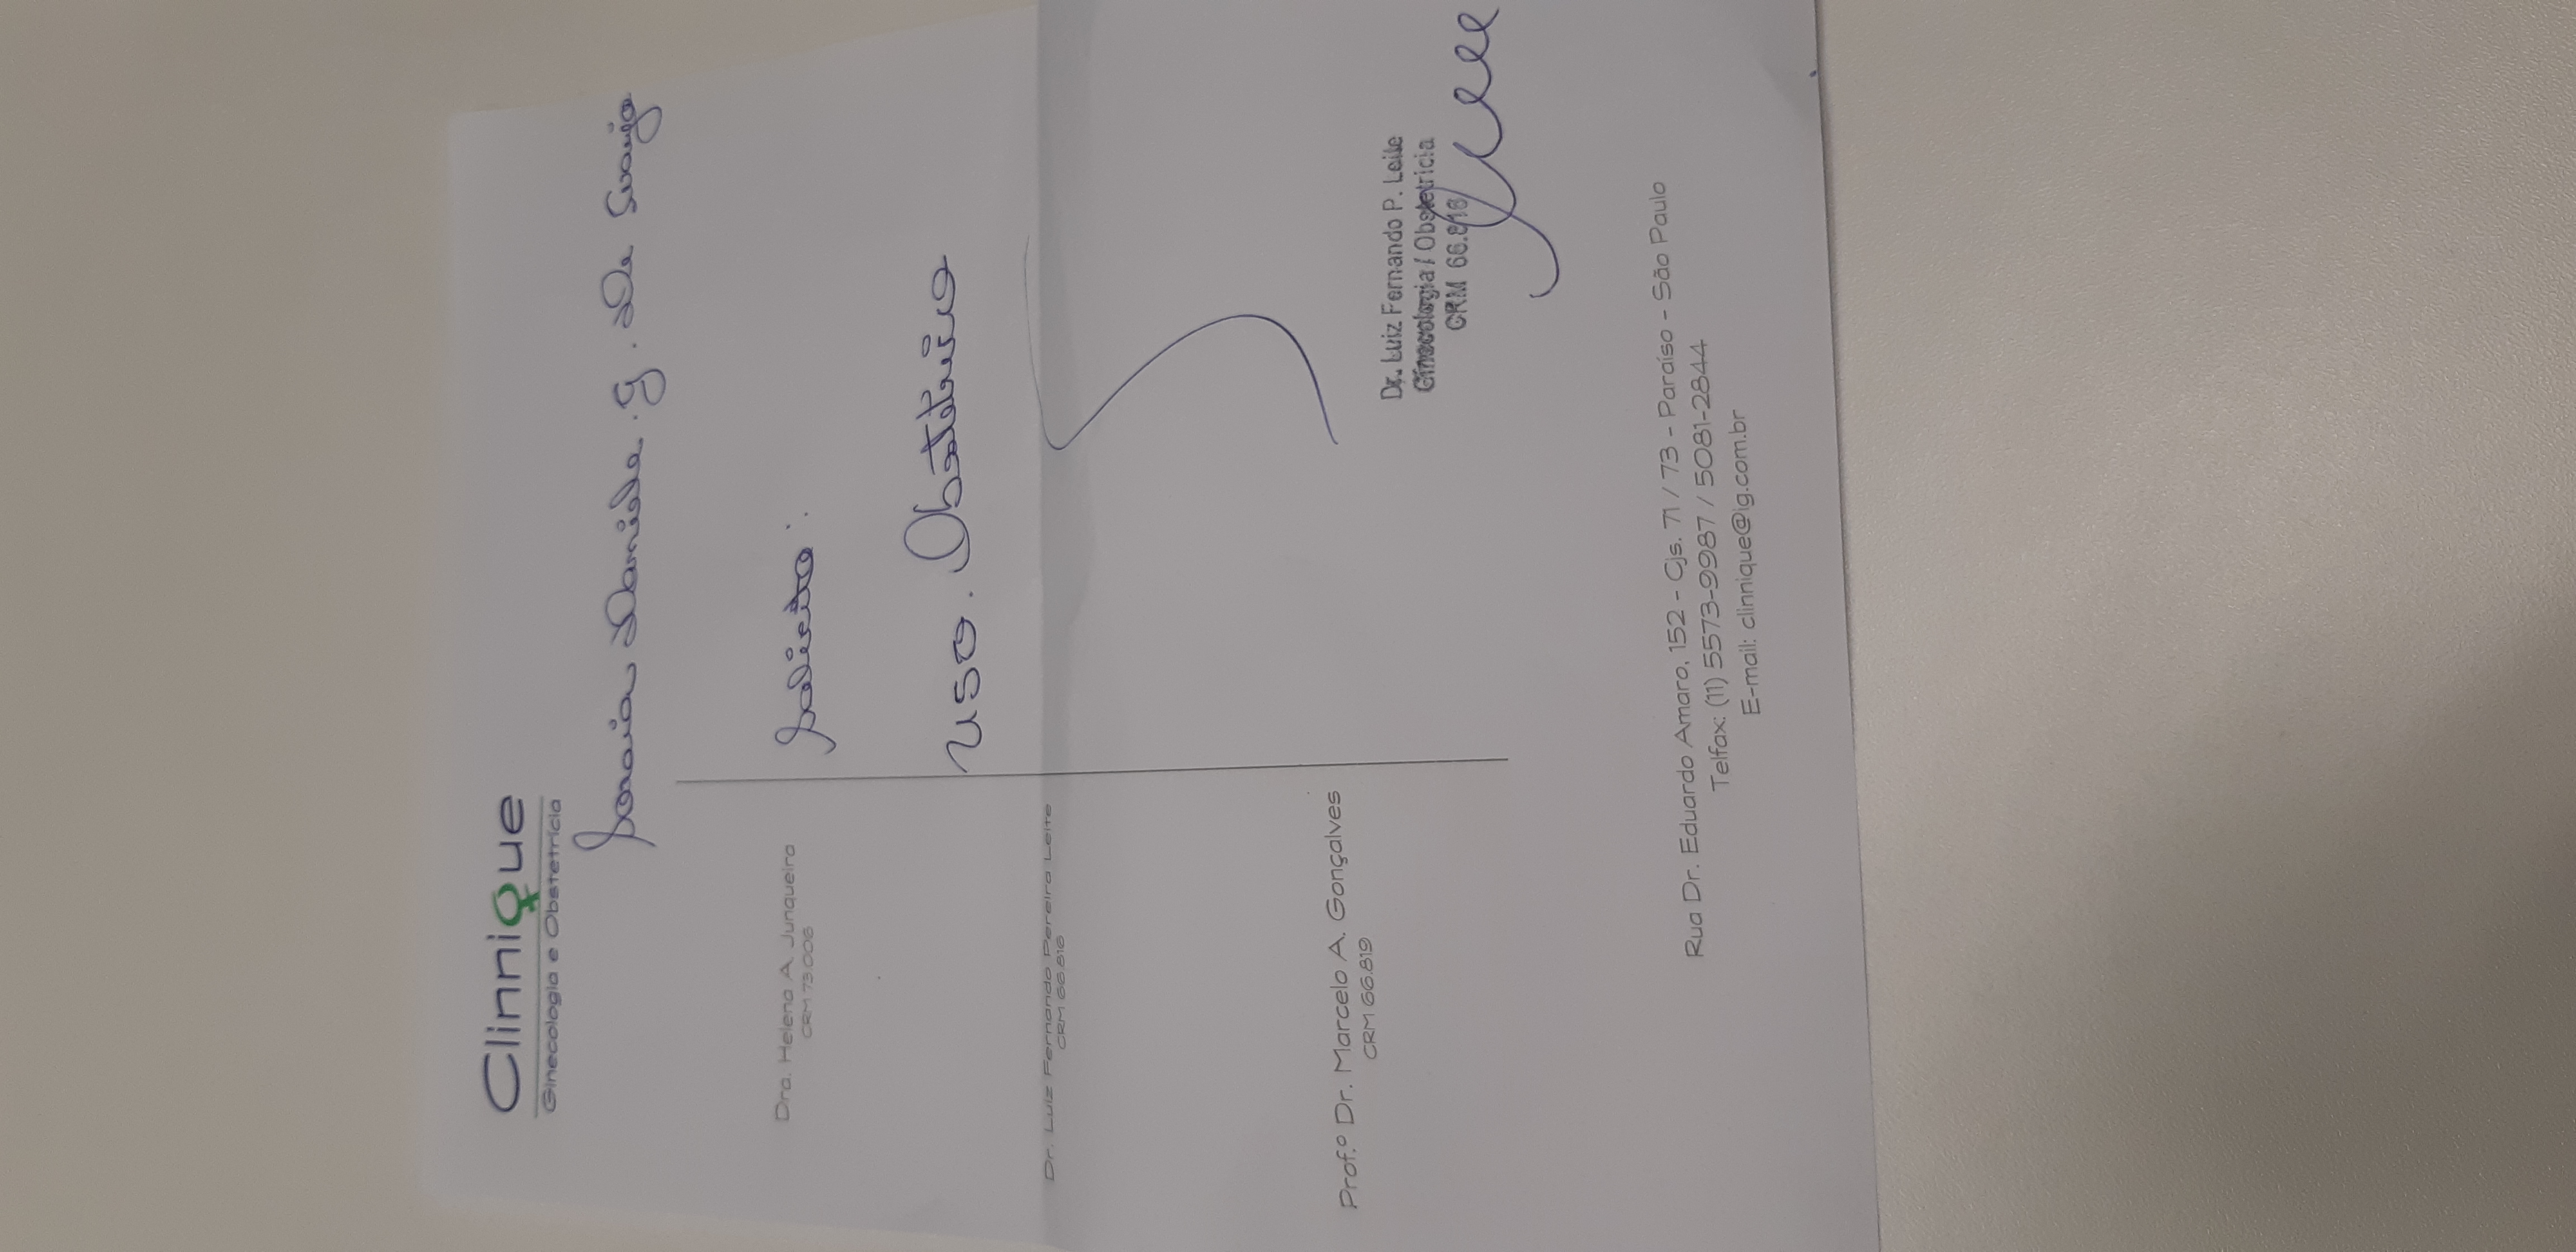 Clinnique
Ginecologia e Obstetrícia
Soraia Daniele . G . De Araujo
Dra. Helena A. Junqueira
CRM 73.006
Solicito :
USO . Obstetrico
Dr. Luiz Fernando Pereira Leite
CRM 66.816
Prof.º Dr. Marcelo A. Gonçalves
CRM 66.819
Dr. Luiz Fernando P. Leite
Ginecologia / Obstetricia
CRM 66.816
Rua Dr. Eduardo Amaro, 152 - Cjs. 71 / 73 - Paraíso - São Paulo
Telfax: (11) 5573-9987 / 5081-2844
E-mail: clinnique@ig.com.br